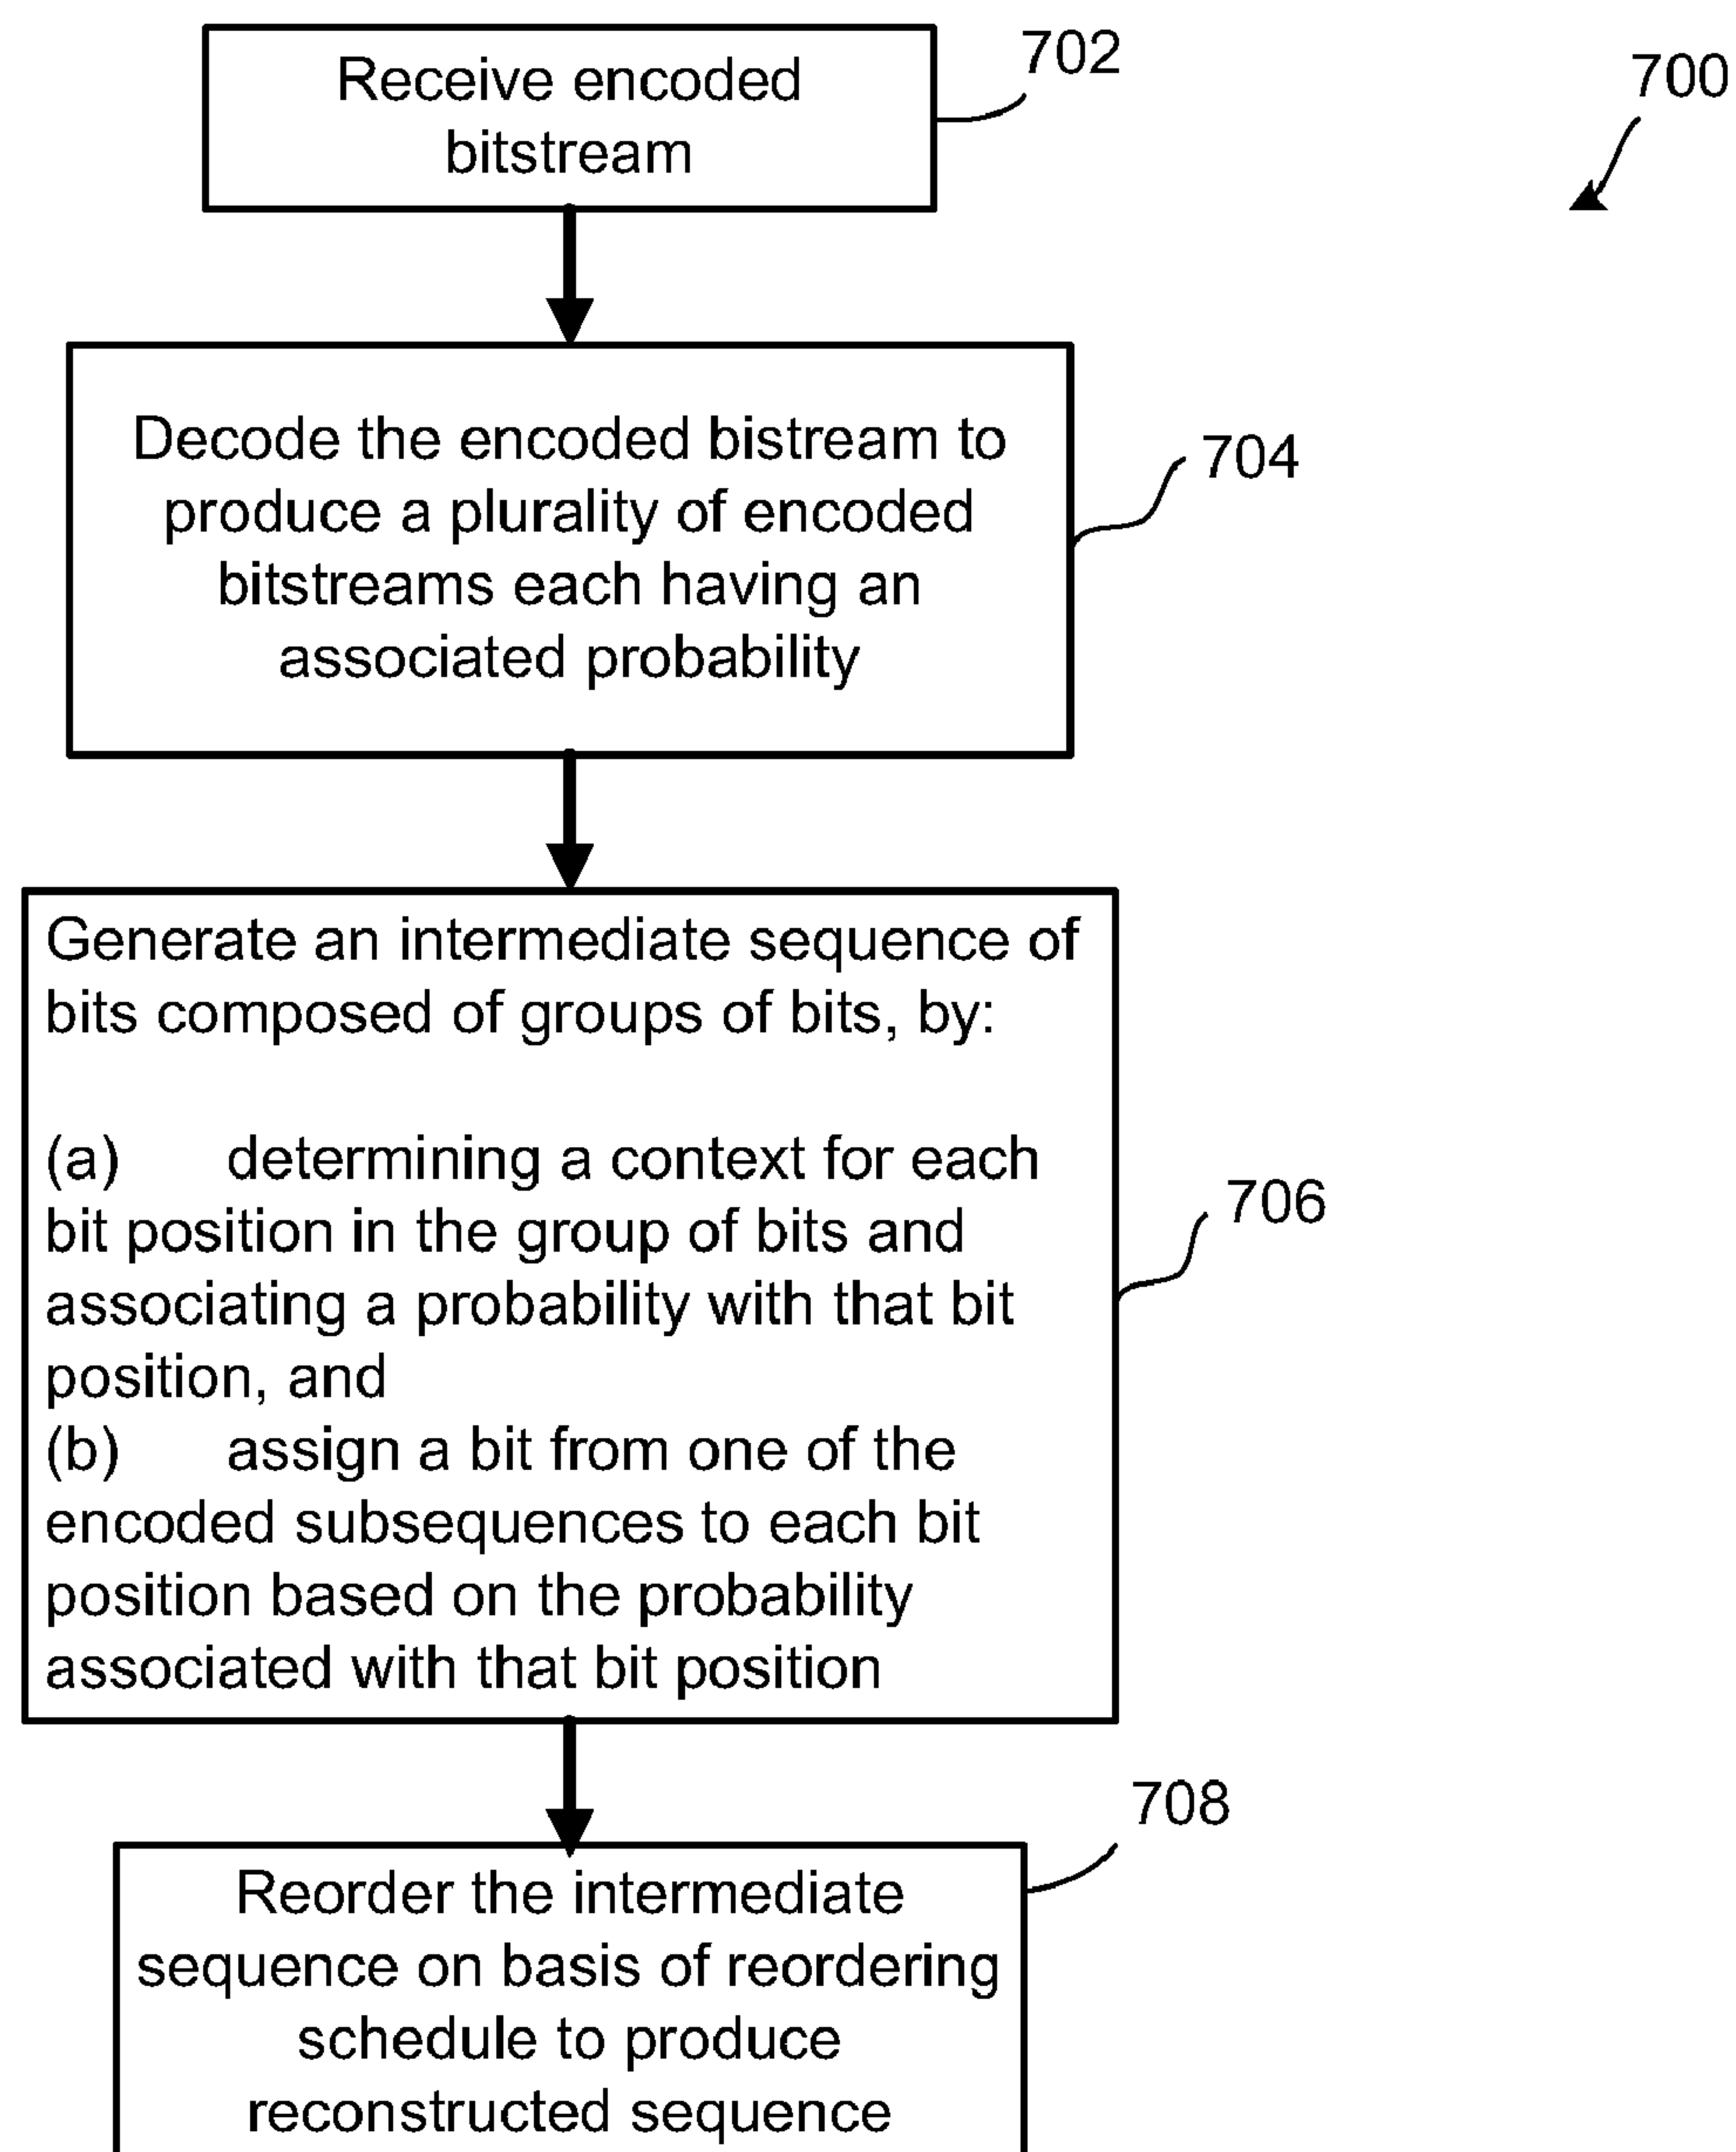 Receive encoded
bitstream
702
700
Decode the encoded bistream to
produce a plurality of encoded
bitstreams each having an
associated probability
704
Generate an intermediate sequence of
bits composed of groups of bits, by:
(a) determining a context for each
bit position in the group of bits and
associating a probability with that bit
position, and
(b) assign a bit from one of the
encoded subsequences to each bit
position based on the probability
associated with that bit position
706
708
Reorder the intermediate
sequence on basis of reordering
schedule to produce
reconstructed sequence